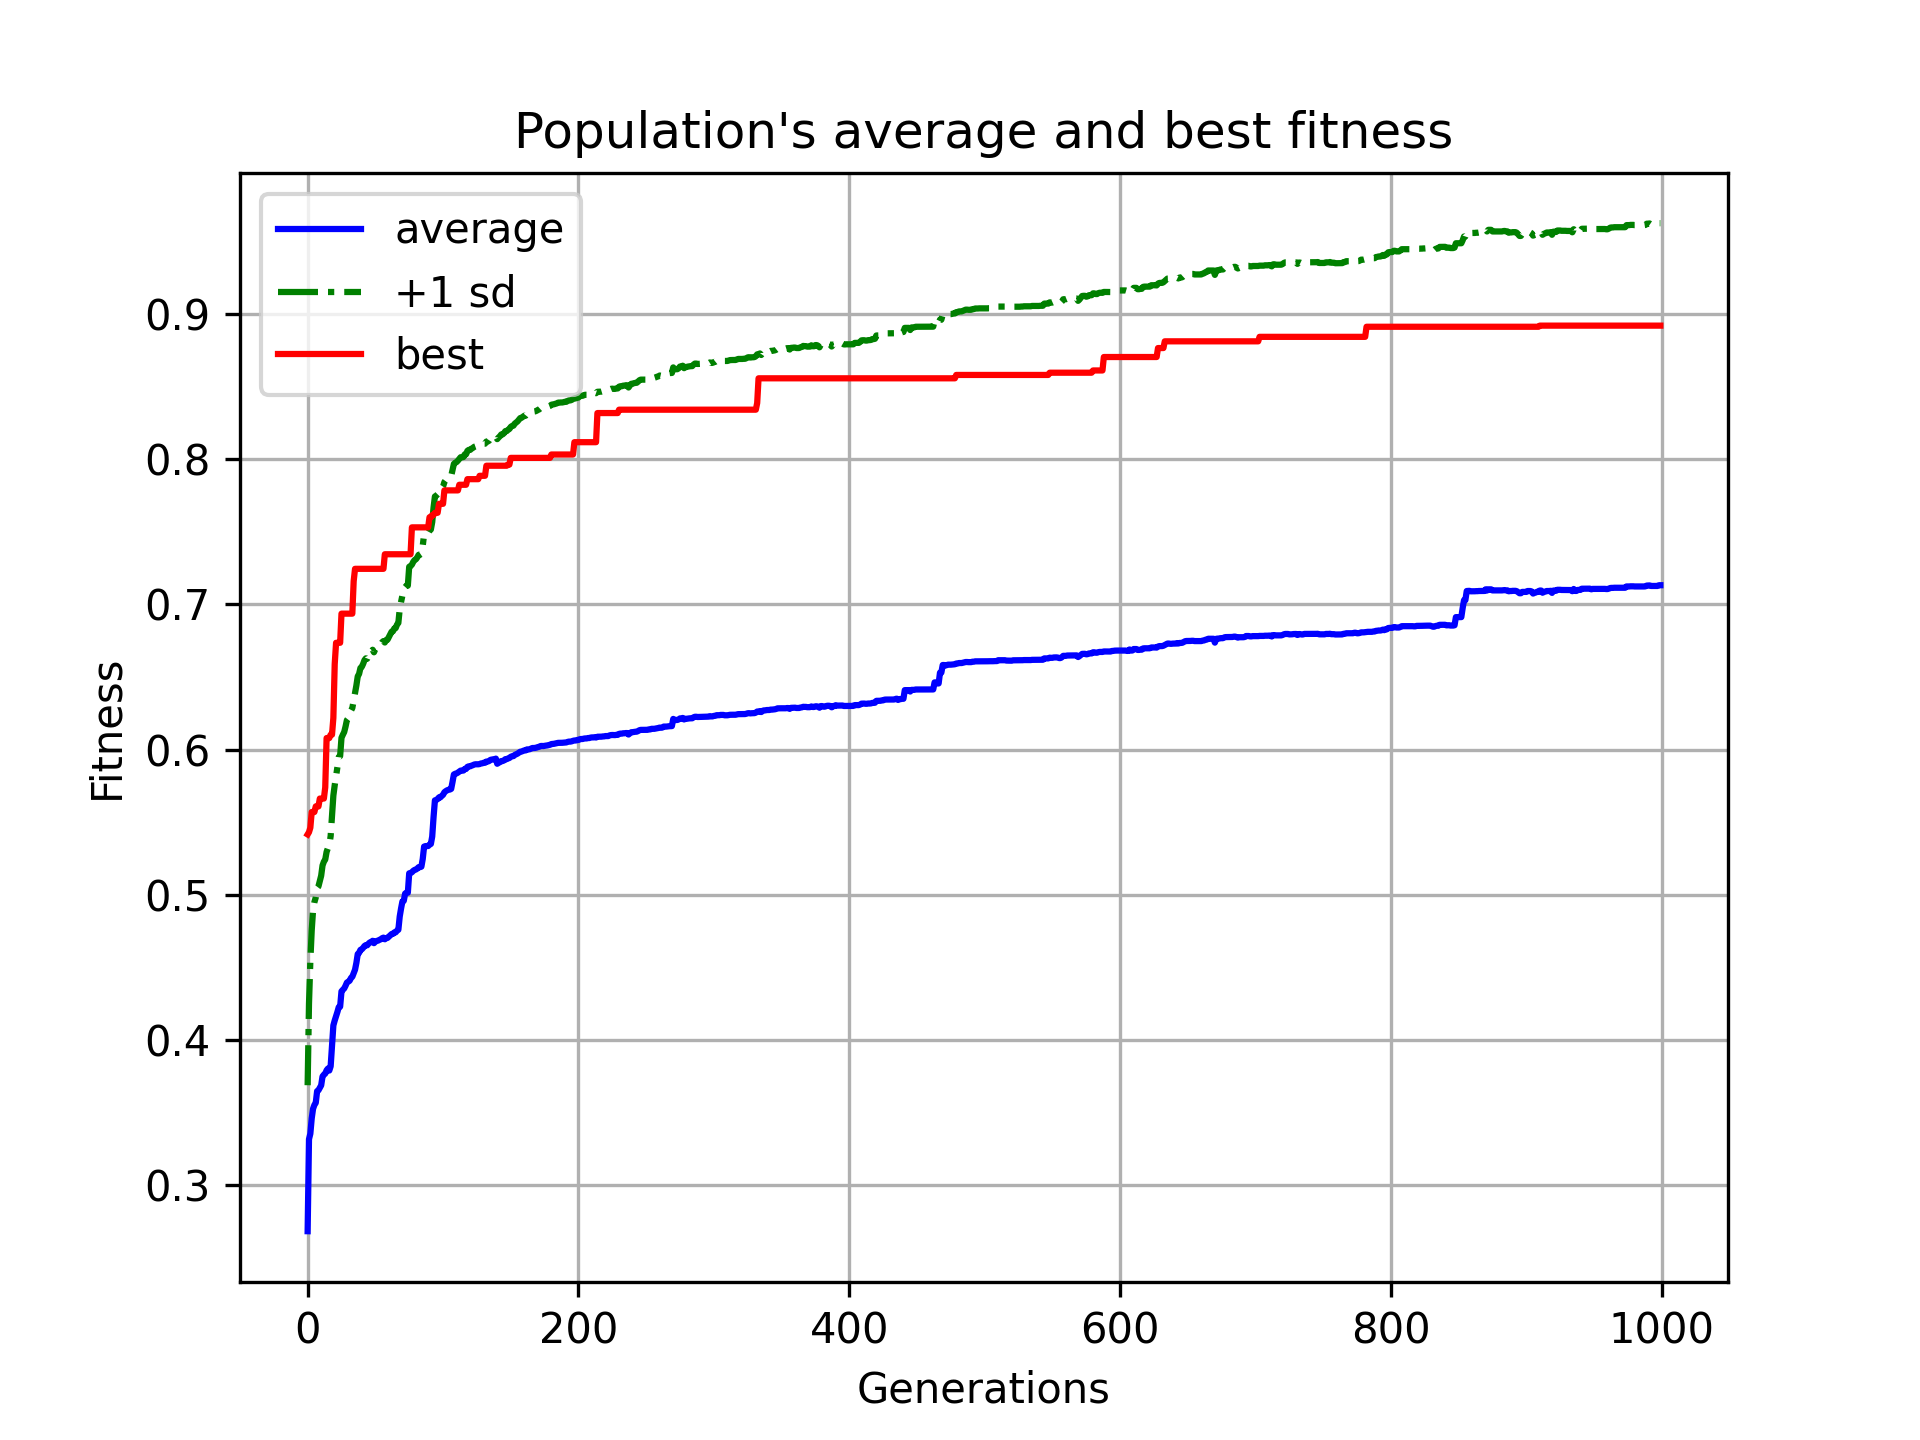 Population's average and best fitness
average
+1 sd
best
Fitness
0.9
0.8
0.7
0.6
0.5
0.4
0.3
0 200 400 600 800 1000
Generations